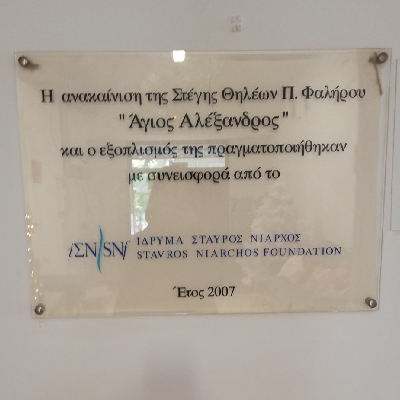 Η ανακαίνιση της Στέγης Θηλέων Π. Φαλήρου
"Άγιος Αλέξανδρος"
και ο εξοπλισμός της πραγματοποιήθηκαν
με συνεισφορά από το
ΙΣΝ/SNF ΙΔΡΥΜΑ ΣΤΑΥΡΟΣ ΝΙΑΡΧΟΣ
STAVROS NIARCHOS FOUNDATION
Έτος 2007